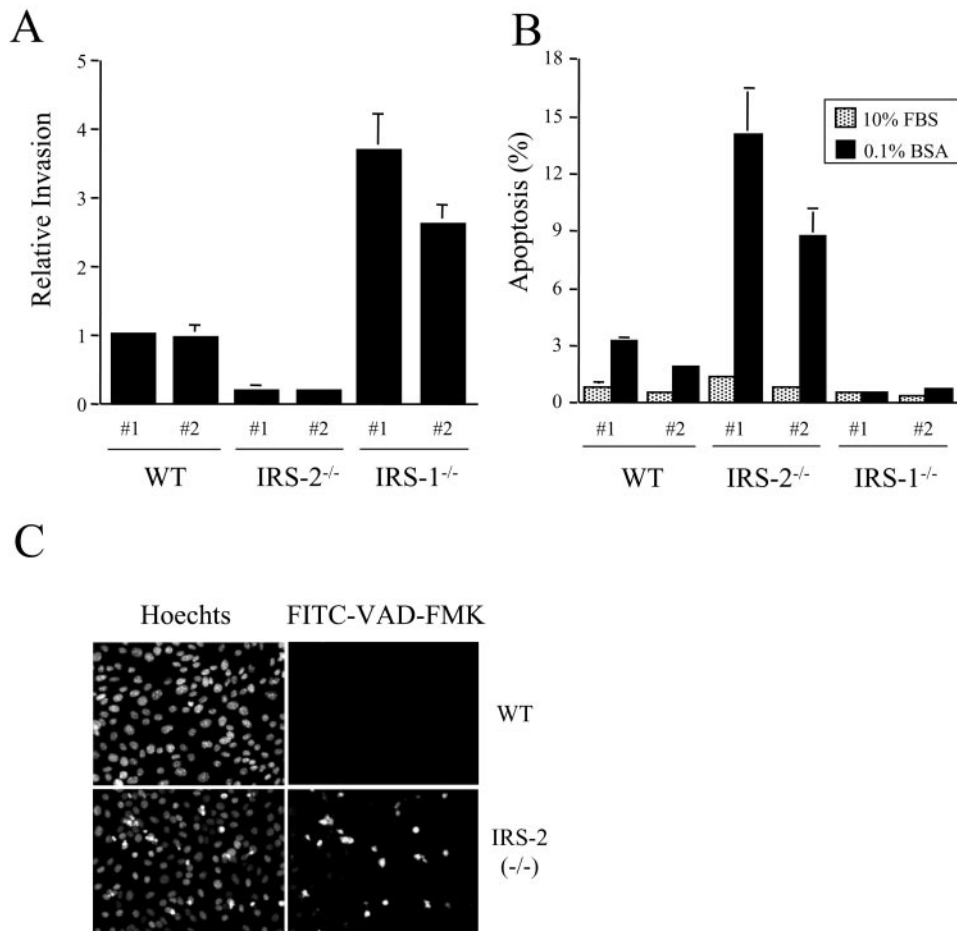 A
Relative Invasion
5
4
3
2
1
0
#1 #2 #1 #2 #1 #2
WT IRS-2-/- IRS-1-/-
B
Apoptosis (%)
18
15
12
9
6
3
0
10% FBS
0.1% BSA
#1 #2 #1 #2 #1 #2
WT IRS-2-/- IRS-1-/-
C
Hoechts FITC-VAD-FMK
WT
IRS-2
(-/-)